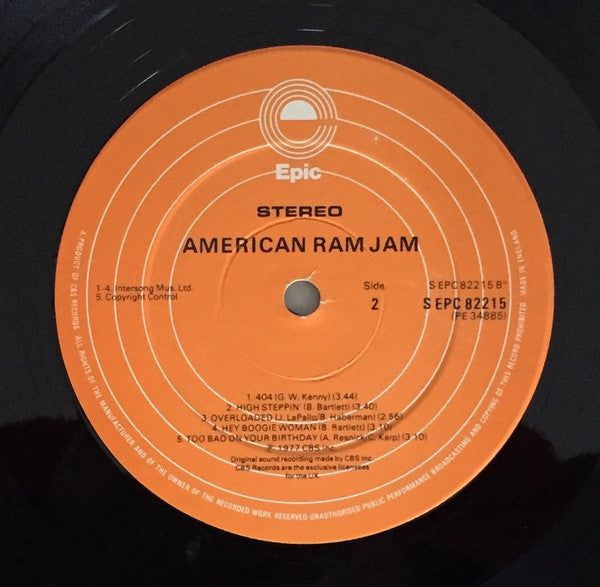 Epic
STEREO
AMERICAN RAM JAM
1-4. Intersong Mus. Ltd.
5. Copyright Control
Side
2
S EPC 82215 B°
S EPC 82215
(PE 34885)
1. 404 (G. W. Kenny) (3.44)
2. HIGH STEPPIN' (B. Bartlett) (3.40)
3. OVERLOADED (J. LaPallo/B. Haberman) (2.56)
4. HEY BOOGIE WOMAN (B. Bartlett) (3.10)
5. TOO BAD ON YOUR BIRTHDAY (A. Resnick, C. Karp) (3.10)
℗ 1977 CBS Inc.
Original sound recording made by CBS Inc.
CBS Records are the exclusive licensees
for the UK
A PRODUCT OF CBS RECORDS. ALL RIGHTS OF THE MANUFACTURER AND OF THE OWNER OF THE RECORDED WORK RESERVED UNAUTHORISED PUBLIC PERFORMANCE BROADCASTING AND COPYING OF THIS RECORD PROHIBITED MADE IN ENGLAND